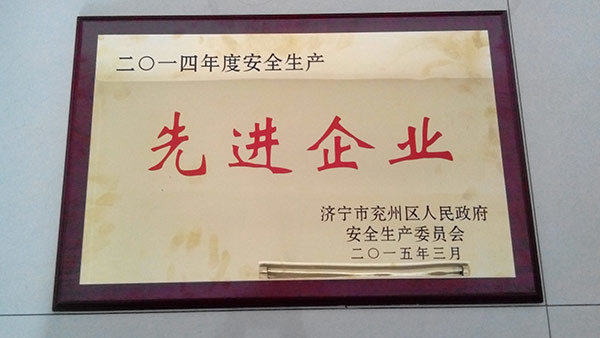 二〇一四年度安全生产
先进企业
济宁市兖州区人民政府
安全生产委员会
二〇一五年三月